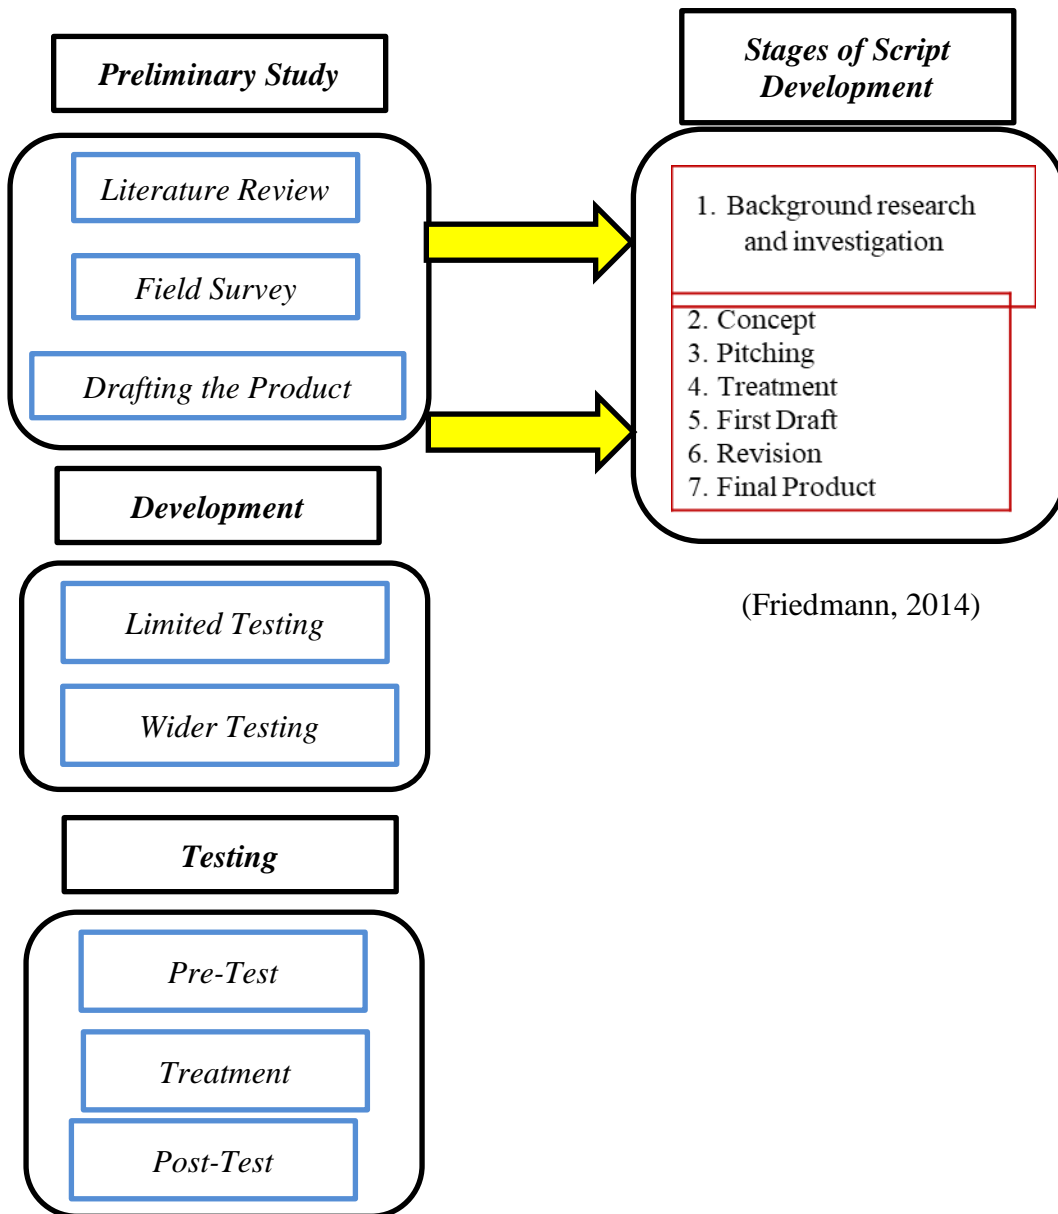 Preliminary Study
Literature Review
Field Survey
Drafting the Product
Development
Limited Testing
Wider Testing
Testing
Pre-Test
Treatment
Post-Test
Stages of Script
Development
1. Background research
and investigation
2. Concept
3. Pitching
4. Treatment
5. First Draft
6. Revision
7. Final Product
(Friedmann, 2014)